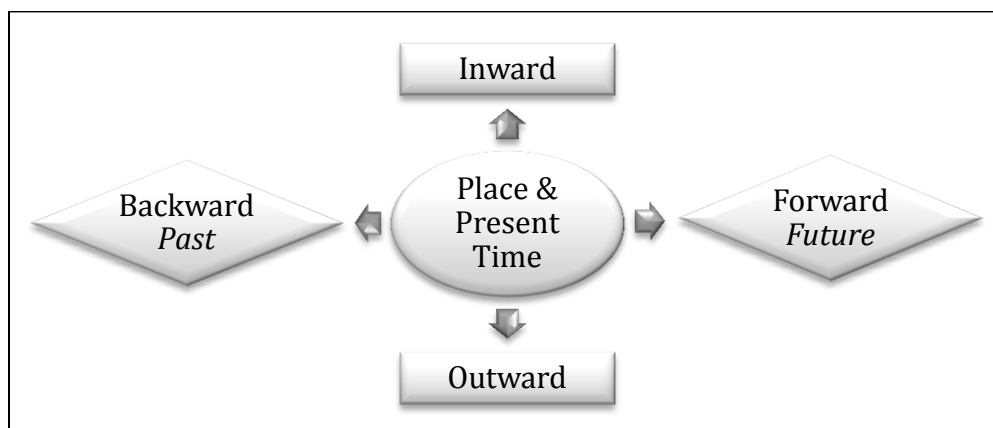 Inward
Backward
Past
Place &
Present
Time
Forward
Future
Outward